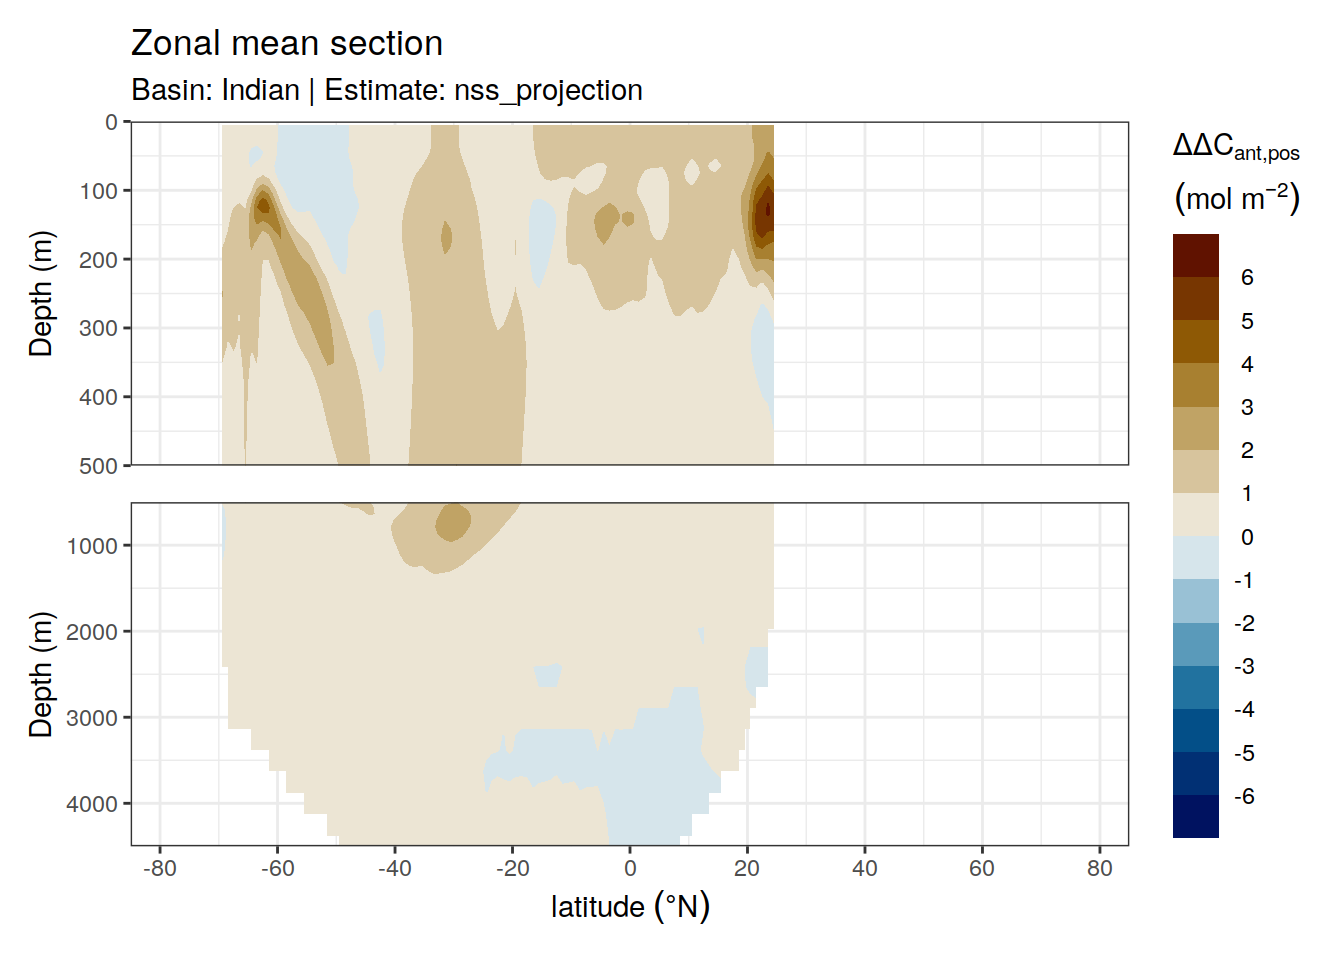 Zonal mean section
Basin: Indian | Estimate: nss_projection
0
100
200
300
400
500
Depth (m)
1000
2000
3000
4000
Depth (m)
-80 -60 -40 -20 0 20 40 60 80
latitude (°N)
ΔΔC_ant,pos
(mol m⁻²)
6
5
4
3
2
1
0
-1
-2
-3
-4
-5
-6